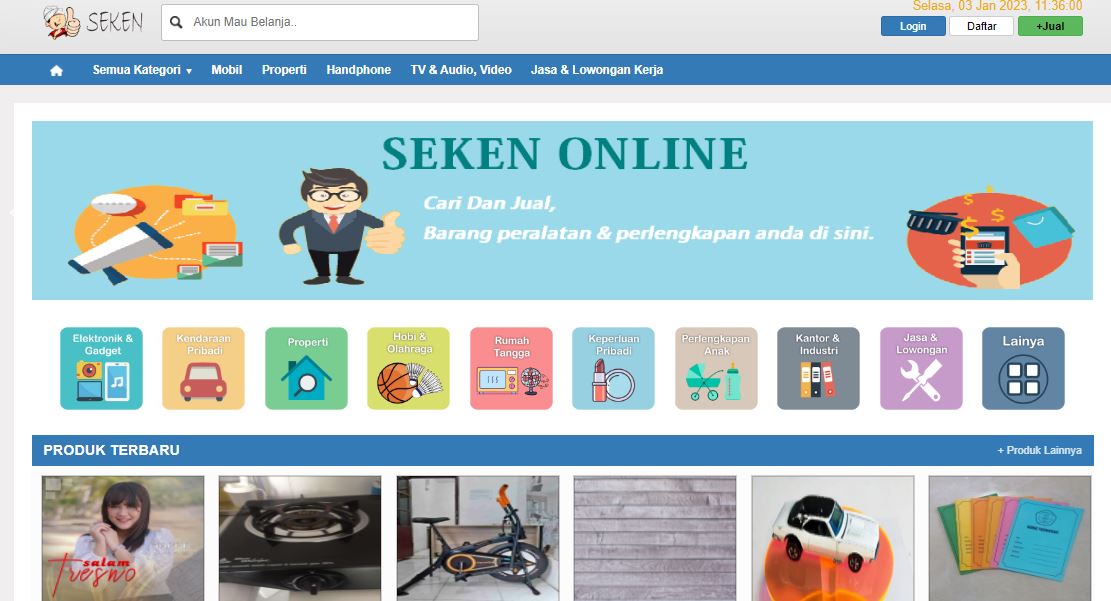 Selasa, 03 Jan 2023, 11:36:00
SEKEN
Akun Mau Belanja..
Login
Daftar
+Jual
Semua Kategori
Mobil
Properti
Handphone
TV & Audio, Video
Jasa & Lowongan Kerja
SEKEN ONLINE
Cari Dan Jual,
Barang peralatan & perlengkapan anda di sini.
Elektronik &
Gadget
Kendaraan
Pribadi
Properti
Hobi &
Olahraga
Rumah
Tangga
Keperluan
Pribadi
Perlengkapan
Anak
Kantor &
Industri
Jasa &
Lowongan
Lainya
PRODUK TERBARU
+ Produk Lainnya
salam
Tresno